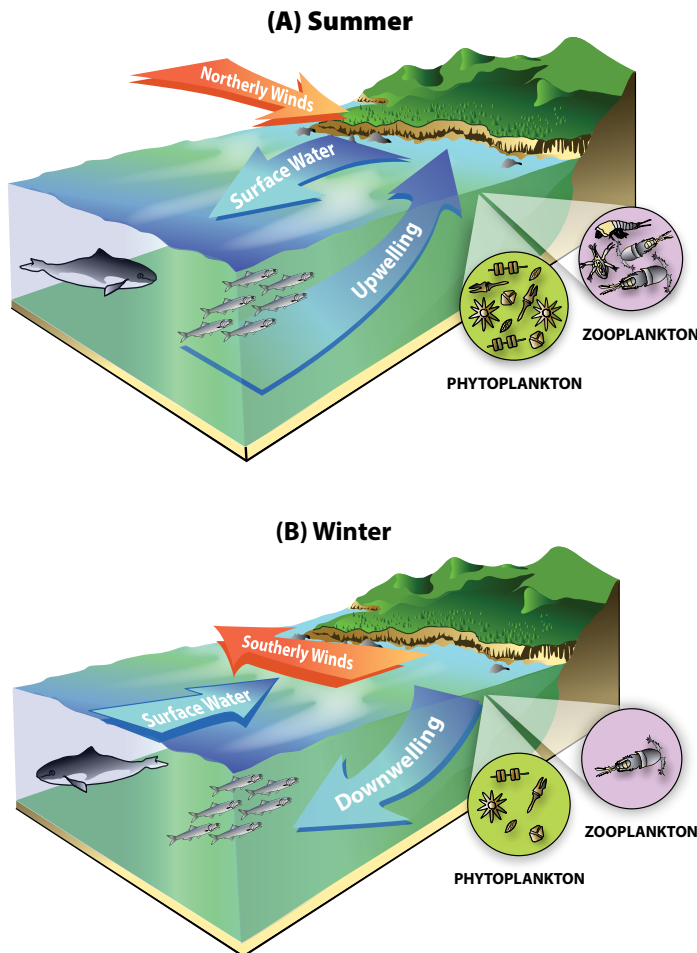 (A) Summer
Northerly Winds
Surface Water
Upwelling
ZOOPLANKTON
PHYTOPLANKTON
(B) Winter
Southerly Winds
Surface Water
Downwelling
ZOOPLANKTON
PHYTOPLANKTON